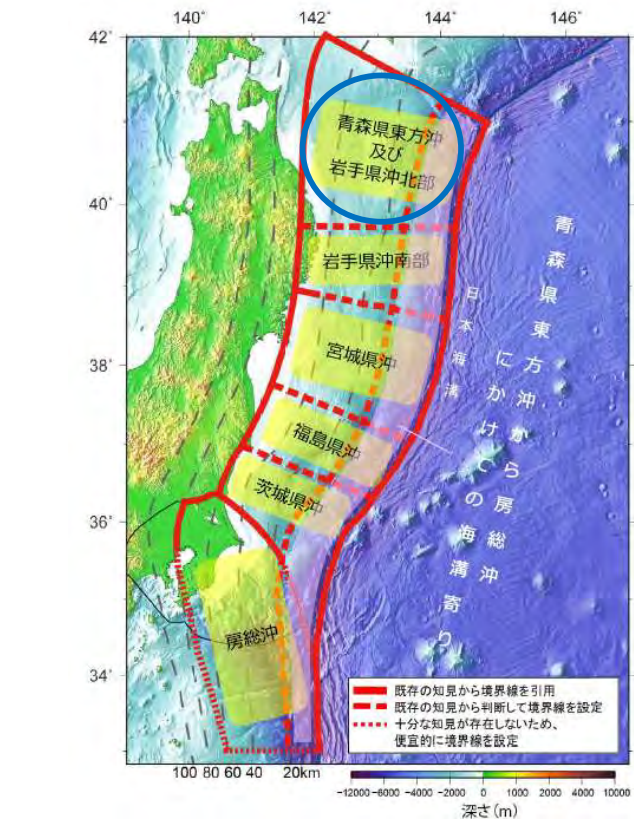 140° 142° 144° 146°
42°
40°
38°
36°
34°
青森県東方沖
及び
岩手県沖北部
岩手県沖南部
宮城県沖
福島県沖
茨城県沖
房総沖
日本海溝
青森県東方沖から房総沖
にかけての海溝寄り
既存の知見から境界線を引用
既存の知見から判断して境界線を設定
十分な知見が存在しないため、
便宜的に境界線を設定
100 80 60 40 20km
-12000 -6000 -4000 -2000 0 1000 2000 4000 10000
深さ(m)